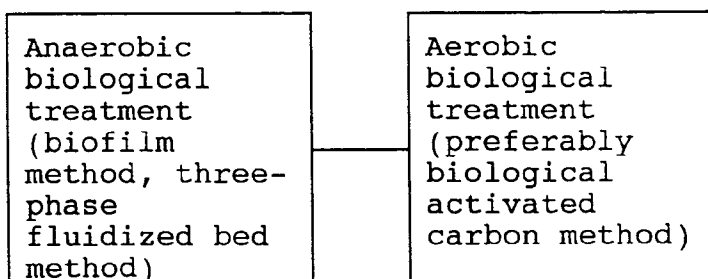 Anaerobic
biological
treatment
(biofilm
method, three-
phase
fluidized bed
method)
Aerobic
biological
treatment
(preferably
biological
activated
carbon method)